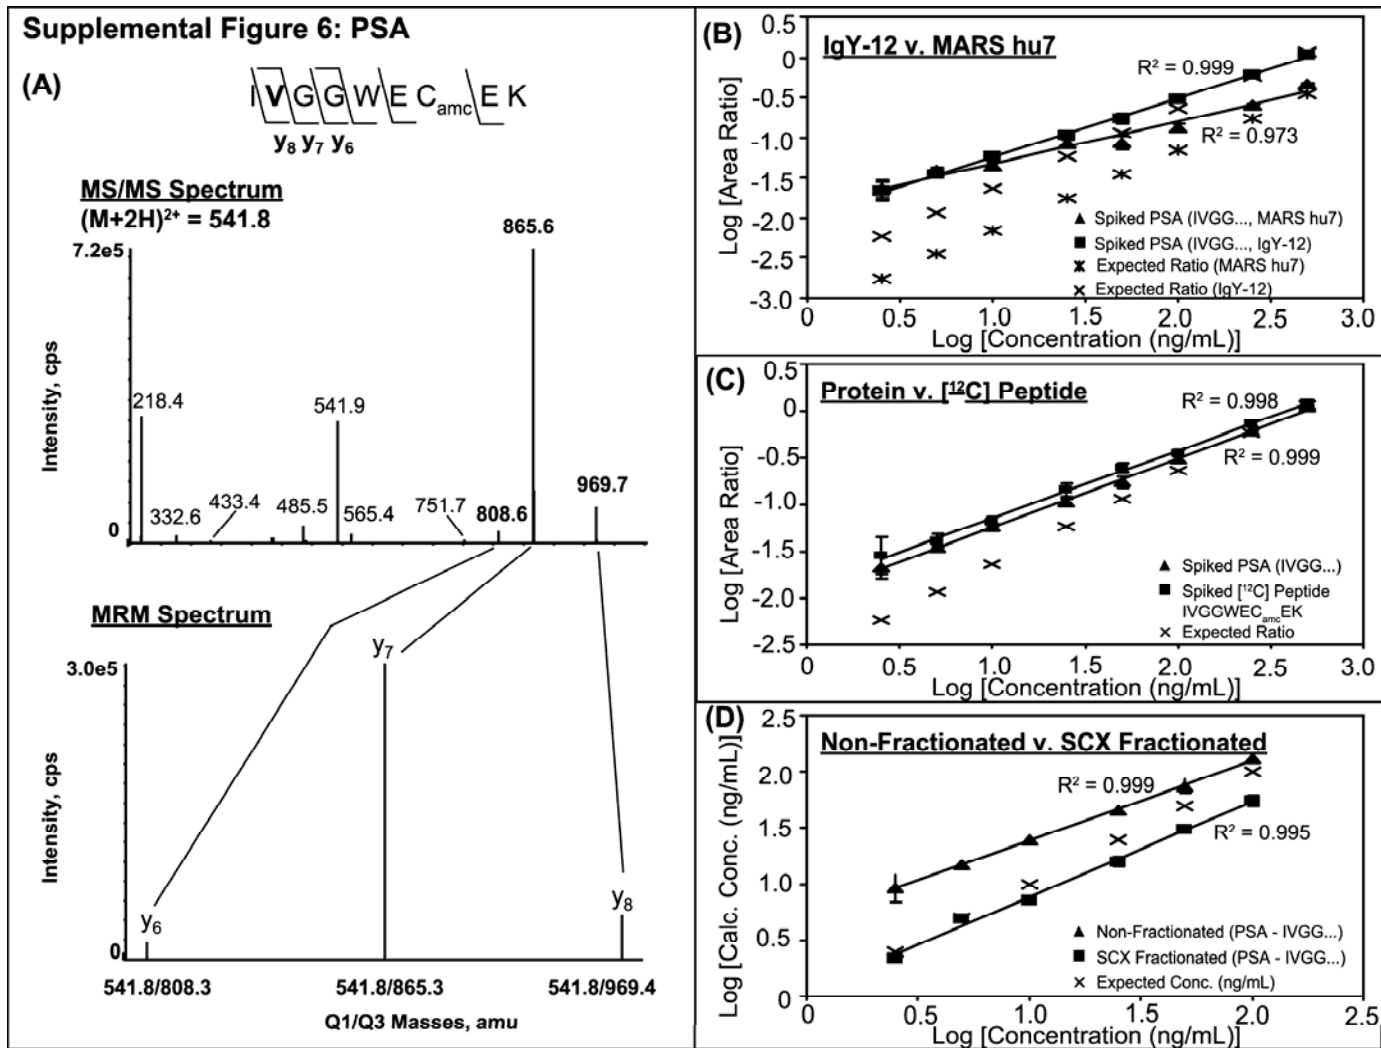 Supplemental Figure 6: PSA
(A)
I V G G W E C amc E K
y8 y7 y6
MS/MS Spectrum
(M+2H)2+ = 541.8
7.2e5
865.6
Intensity, cps
218.4
541.9
969.7
332.6
433.4
485.5
565.4
751.7
808.6
0
MRM Spectrum
3.0e5
y7
Intensity, cps
y6
y8
0
541.8/808.3
541.8/865.3
541.8/969.4
Q1/Q3 Masses, amu
(B)
IgY-12 v. MARS hu7
0.5
0
-0.5
-1.0
-1.5
-2.0
-2.5
-3.0
Log [Area Ratio]
R² = 0.999
R² = 0.973
Spiked PSA (IVGG..., MARS hu7)
Spiked PSA (IVGG..., IgY-12)
Expected Ratio (MARS hu7)
Expected Ratio (IgY-12)
0.5 1.0 1.5 2.0 2.5 3.0
Log [Concentration (ng/mL)]
(C)
Protein v. [12C] Peptide
0.5
0
-0.5
-1.0
-1.5
-2.0
-2.5
Log [Area Ratio]
R² = 0.998
R² = 0.999
Spiked PSA (IVGG...)
Spiked [12C] Peptide
IVGGWECamcEK
Expected Ratio
0 0.5 1.0 1.5 2.0 2.5 3.0
Log [Concentration (ng/mL)]
(D)
Non-Fractionated v. SCX Fractionated
2.5
2.0
1.5
1.0
0.5
0
Log [Calc. Conc. (ng/mL)]
R² = 0.999
R² = 0.995
Non-Fractionated (PSA - IVGG...)
SCX Fractionated (PSA - IVGG...)
Expected Conc. (ng/mL)
0 0.5 1.0 1.5 2.0 2.5
Log [Concentration (ng/mL)]